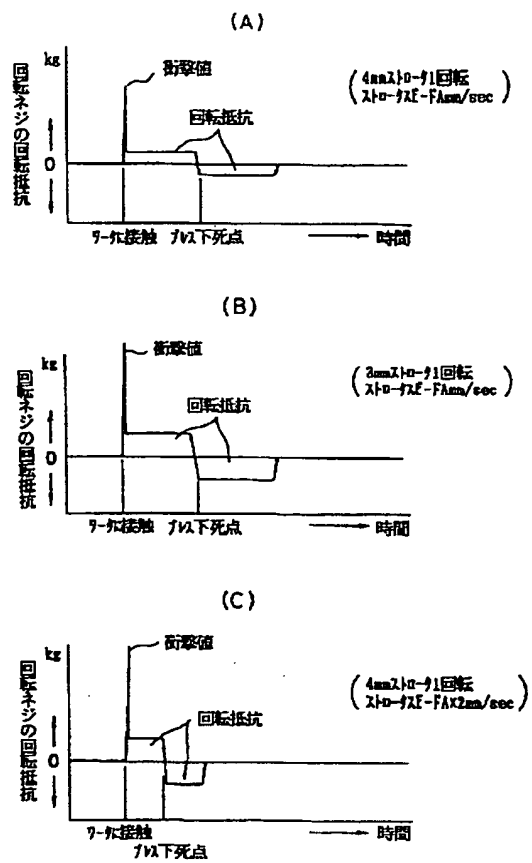 (A)
kg
衝撃値
(4mmストローク1回転
ストロークスピードAmm/sec)
回転抵抗
回転ネジの回転抵抗
0
ワークに接触
プレス下死点
時間
(B)
kg
衝撃値
(2mmストローク1回転
ストロークスピードAmm/sec)
回転抵抗
回転ネジの回転抵抗
0
ワークに接触
プレス下死点
時間
(C)
kg
衝撃値
(4mmストローク1回転
ストロークスピードA×2mm/sec)
回転抵抗
回転ネジの回転抵抗
0
ワークに接触
プレス下死点
時間